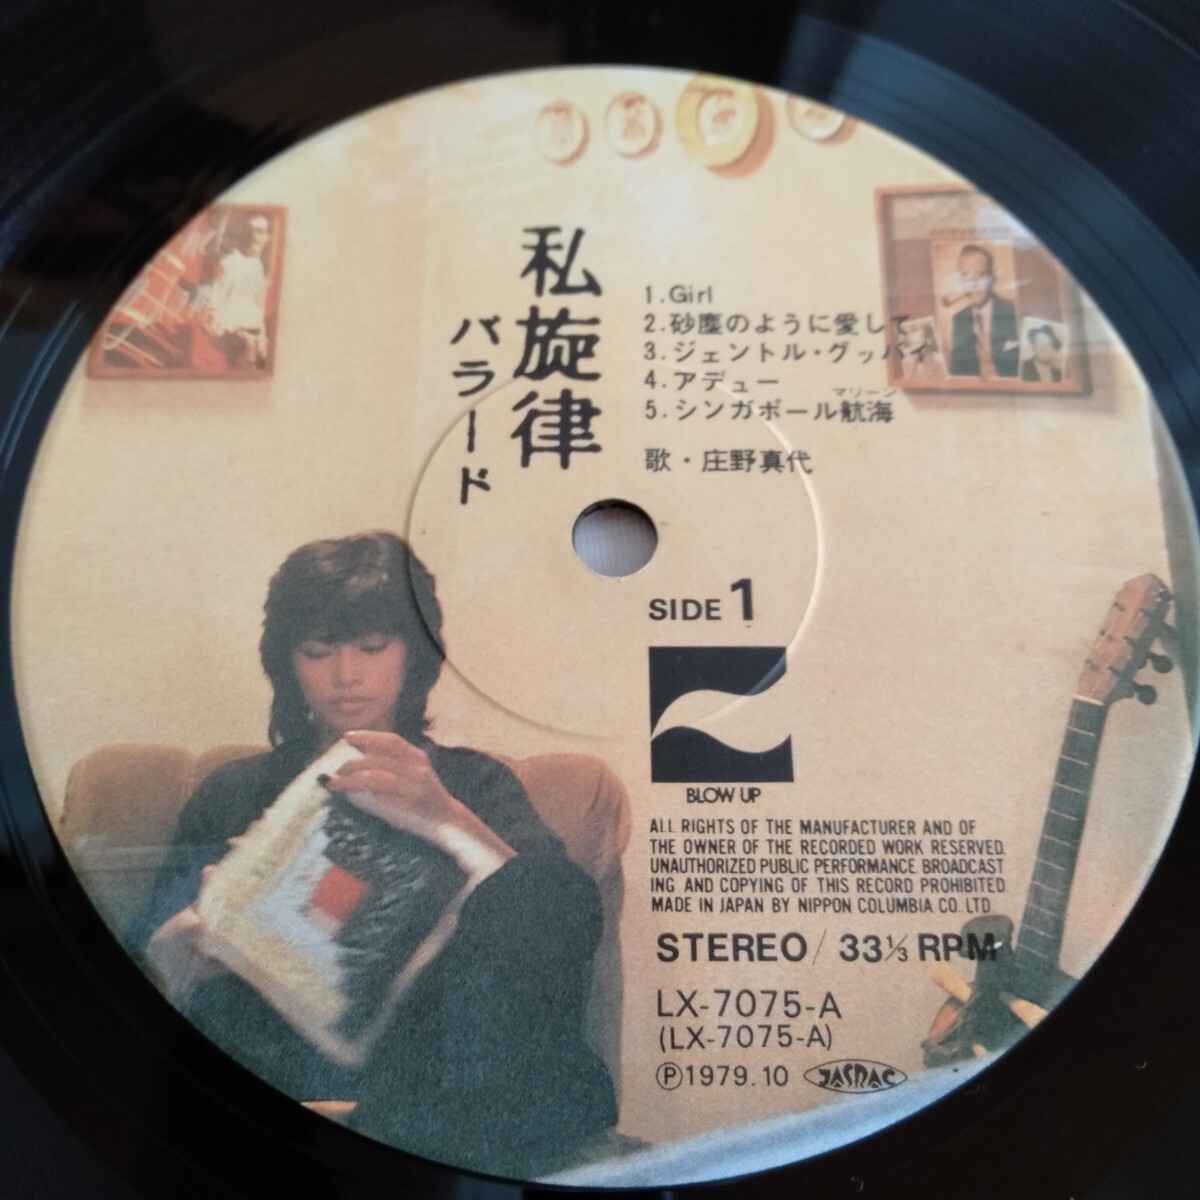 私旋律
バラード
1.Girl
2.砂塵のように愛して
3.ジェントル・グッバイ
4.アデュー
マリーン
5.シンガポール航海
歌・庄野真代
SIDE 1
BLOW UP
ALL RIGHTS OF THE MANUFACTURER AND OF
THE OWNER OF THE RECORDED WORK RESERVED.
UNAUTHORIZED PUBLIC PERFORMANCE. BROADCAST
ING AND COPYING OF THIS RECORD PROHIBITED.
MADE IN JAPAN BY NIPPON COLUMBIA CO., LTD.
STEREO / 33⅓ RPM
LX-7075-A
(LX-7075-A)
Ⓟ1979.10 JASRAC